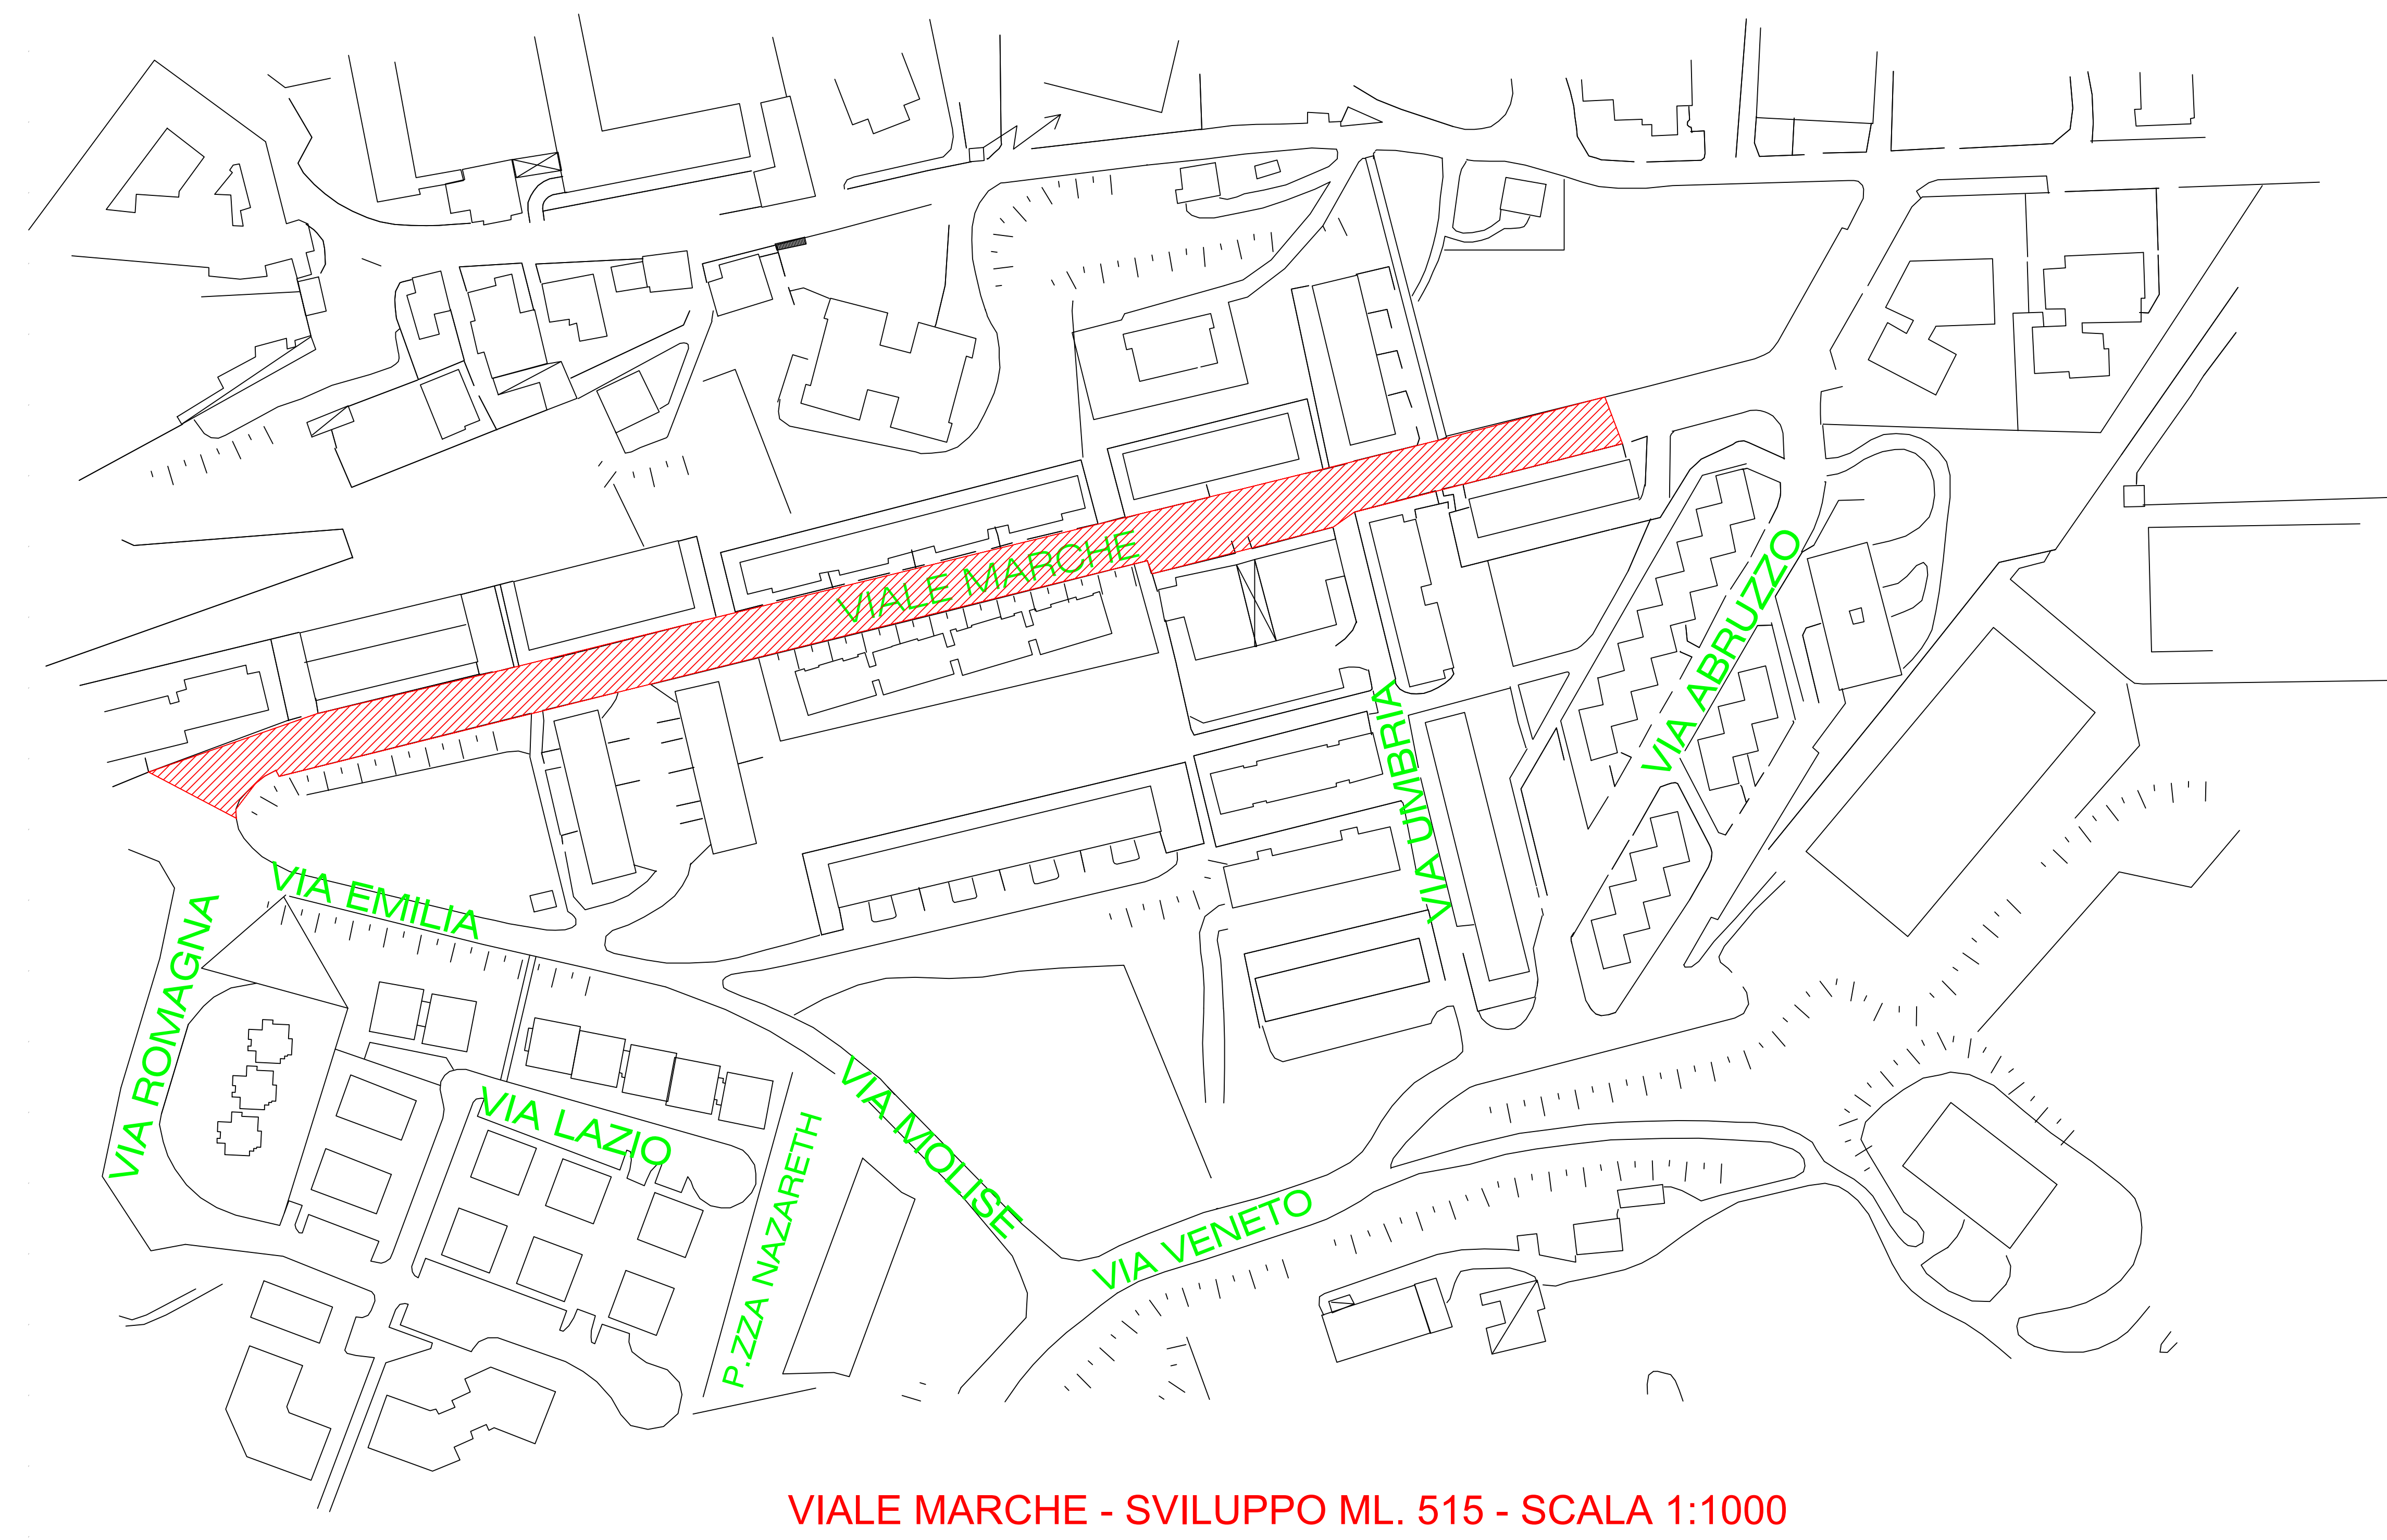 VIALE MARCHE
VIA ABRUZZO
VIA UMBRIA
VIA EMILIA
VIA ROMAGNA
VIA LAZIO
VIA MOLISE
P.ZZA NAZARETH
VIA VENETO
VIALE MARCHE - SVILUPPO ML. 515 - SCALA 1:1000